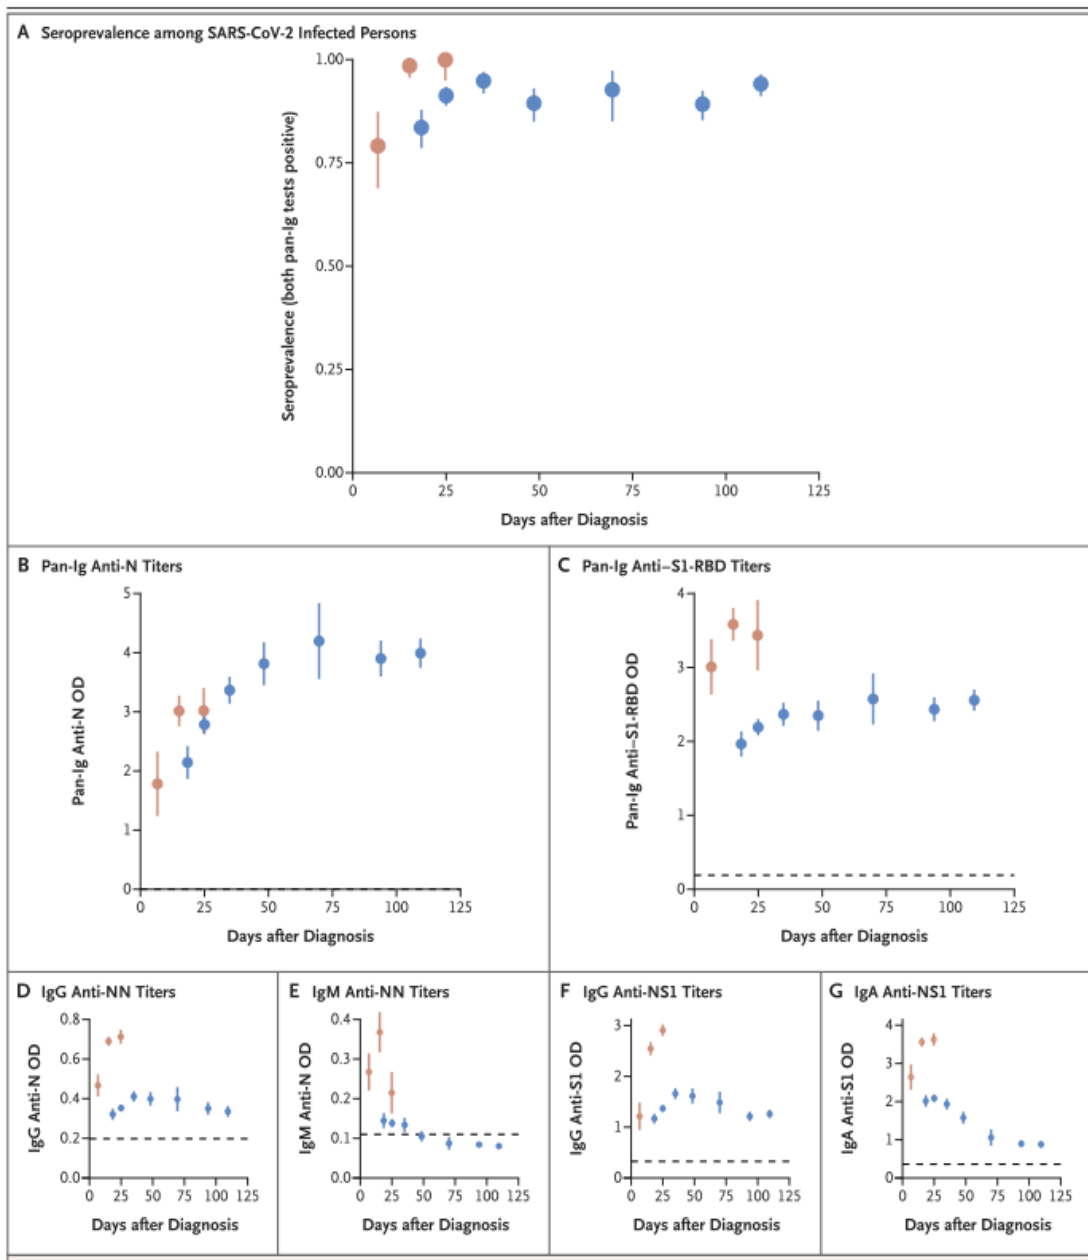 A Seroprevalence among SARS-CoV-2 Infected Persons
Seroprevalence (both pan-Ig tests positive)
1.00
0.75
0.50
0.25
0.00
0 25 50 75 100 125
Days after Diagnosis
B Pan-Ig Anti-N Titers
Pan-Ig Anti-N OD
5
4
3
2
1
0
0 25 50 75 100 125
Days after Diagnosis
C Pan-Ig Anti–S1-RBD Titers
Pan-Ig Anti–S1-RBD OD
4
3
2
1
0
0 25 50 75 100 125
Days after Diagnosis
D IgG Anti-NN Titers
IgG Anti-N OD
0.8
0.6
0.4
0.2
0.0
0 25 50 75 100 125
Days after Diagnosis
E IgM Anti-NN Titers
IgM Anti-N OD
0.4
0.3
0.2
0.1
0.0
0 25 50 75 100 125
Days after Diagnosis
F IgG Anti-NS1 Titers
IgG Anti-S1 OD
3
2
1
0
0 25 50 75 100 125
Days after Diagnosis
G IgA Anti-NS1 Titers
IgA Anti-S1 OD
4
3
2
1
0
0 25 50 75 100 125
Days after Diagnosis